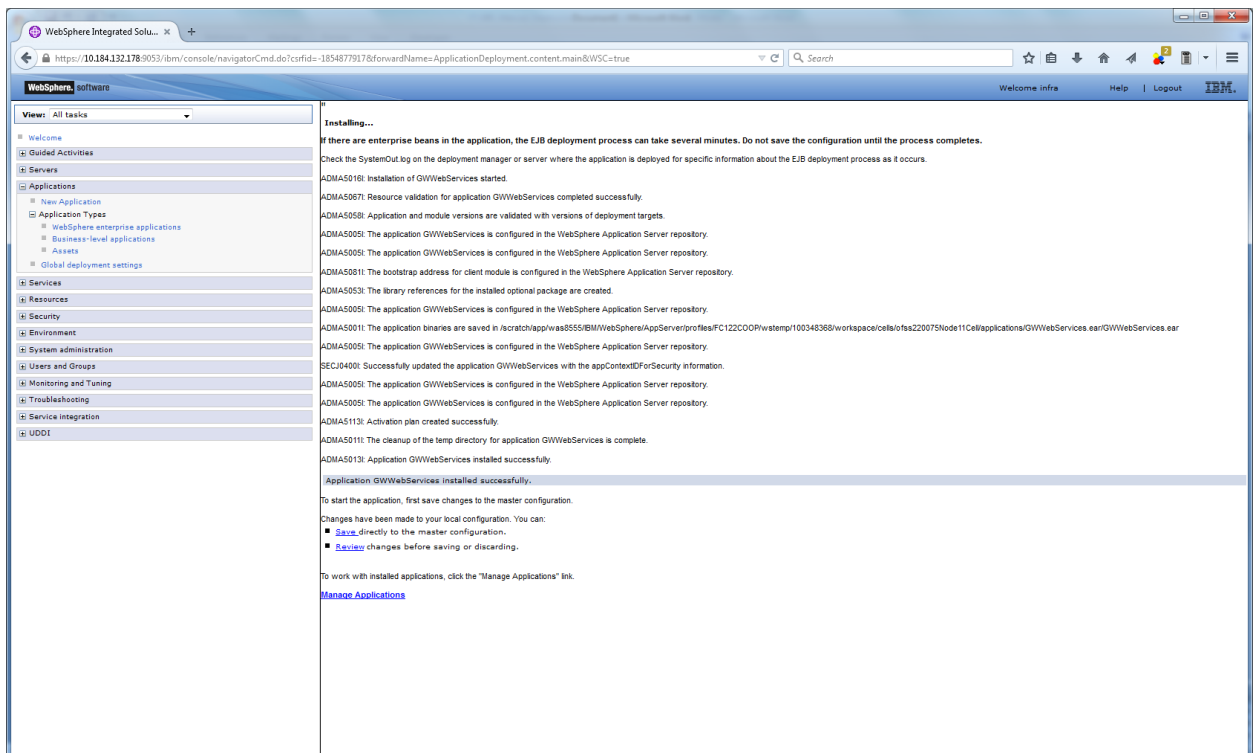 WebSphere Integrated Solu... ×
https://10.184.132.178:9053/ibm/console/navigatorCmd.do?csrfid=-1854877917&forwardName=ApplicationDeployment.content.main&WSC=true
Search
2
WebSphere. software
Welcome infra
Help | Logout
IBM.
View: All tasks
Welcome
Guided Activities
Servers
Applications
New Application
Application Types
WebSphere enterprise applications
Business-level applications
Assets
Global deployment settings
Services
Resources
Security
Environment
System administration
Users and Groups
Monitoring and Tuning
Troubleshooting
Service integration
UDDI
"
Installing...
If there are enterprise beans in the application, the EJB deployment process can take several minutes. Do not save the configuration until the process completes.
Check the SystemOut.log on the deployment manager or server where the application is deployed for specific information about the EJB deployment process as it occurs.
ADMA5016I: Installation of GWWebServices started.
ADMA5067I: Resource validation for application GWWebServices completed successfully.
ADMA5058I: Application and module versions are validated with versions of deployment targets.
ADMA5005I: The application GWWebServices is configured in the WebSphere Application Server repository.
ADMA5005I: The application GWWebServices is configured in the WebSphere Application Server repository.
ADMA5081I: The bootstrap address for client module is configured in the WebSphere Application Server repository.
ADMA5053I: The library references for the installed optional package are created.
ADMA5005I: The application GWWebServices is configured in the WebSphere Application Server repository.
ADMA5001I: The application binaries are saved in /scratch/app/was8555/IBM/WebSphere/AppServer/profiles/FC122COOP/wstemp/100348368/workspace/cells/ofss220075Node11Cell/applications/GWWebServices.ear/GWWebServices.ear
ADMA5005I: The application GWWebServices is configured in the WebSphere Application Server repository.
SECJ0400I: Successfully updated the application GWWebServices with the appContextIDForSecurity information.
ADMA5005I: The application GWWebServices is configured in the WebSphere Application Server repository.
ADMA5005I: The application GWWebServices is configured in the WebSphere Application Server repository.
ADMA5113I: Activation plan created successfully.
ADMA5011I: The cleanup of the temp directory for application GWWebServices is complete.
ADMA5013I: Application GWWebServices installed successfully.
Application GWWebServices installed successfully.
To start the application, first save changes to the master configuration.
Changes have been made to your local configuration. You can:
Save directly to the master configuration.
Review changes before saving or discarding.
To work with installed applications, click the "Manage Applications" link.
Manage Applications